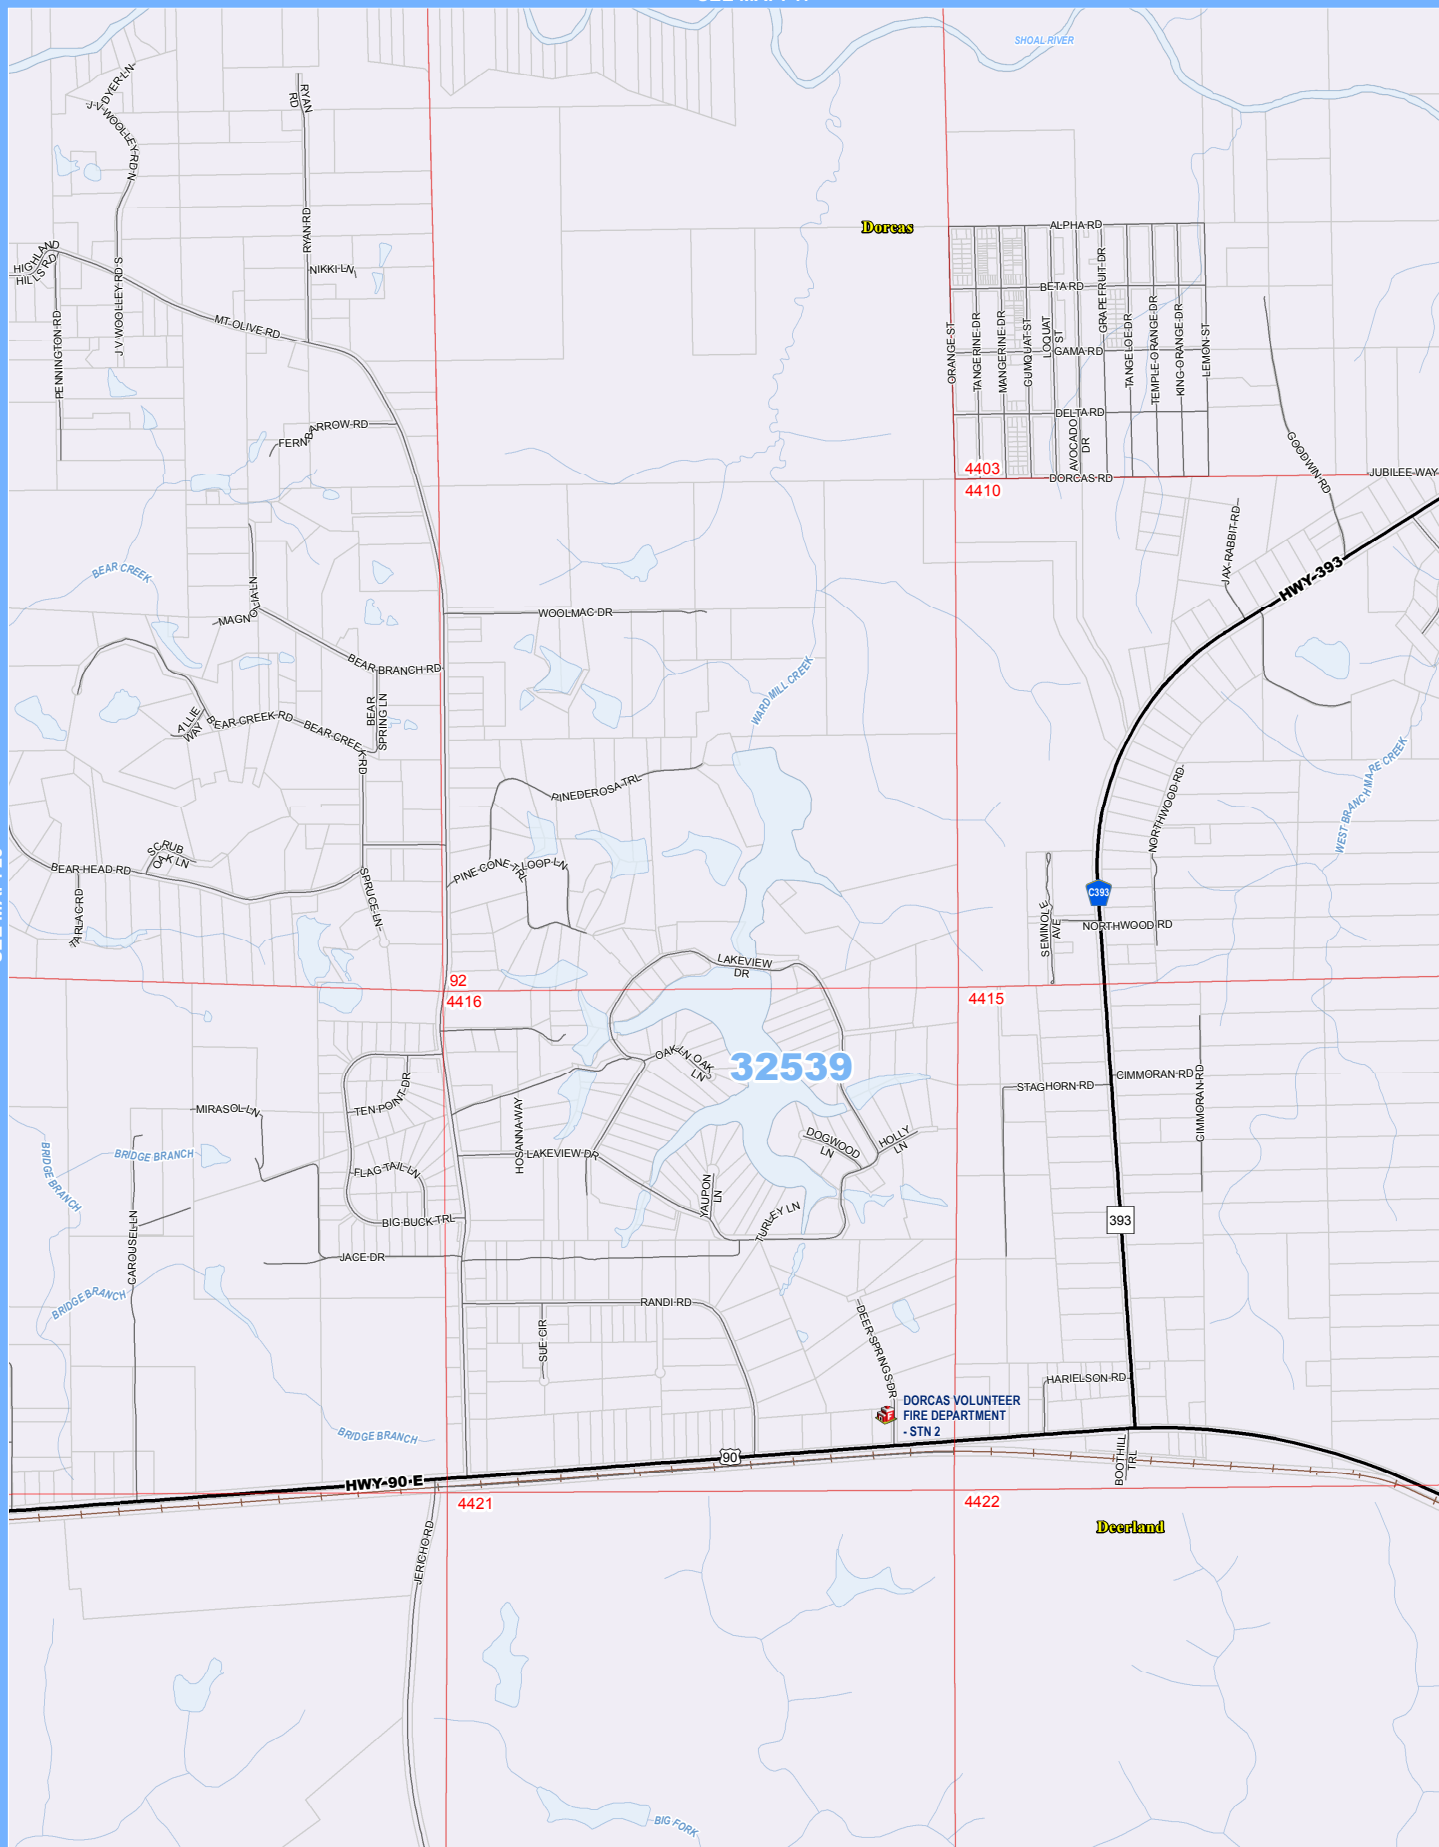 SHOAL RIVER
DYER LN
J V WOOLLEY RD N
RYAN
RD
RYAN RD
Dorcas
ALPHA RD
HIGHLAND
HILLS RD
NIKKI LN
J V WOOLLEY RD S
PENNINGTON RD
MT OLIVE RD
BETA RD
GRAPEFRUIT DR
ORANGE ST
TANGERINE DR
MANGERINE DR
CUMQUAT ST
LOQUAT
ST
GAMA RD
TANGELOE DR
TEMPLE ORANGE DR
KING ORANGE DR
LEMON ST
DELTA RD
AVOCADO
DR
FERN BARROW RD
GOODWIN RD
4403
4410
DORCAS RD
JUBILEE WAY
JAX RABBIT RD
HWY 393
BEAR CREEK
MAGNOLIA LN
WOOLMAC DR
BEAR BRANCH RD
BEAR
SPRING LN
WARD MILL CREEK
ALLIE
WAY
BEAR CREEK RD
BEAR CREEK RD
WEST BRANCH MARE CREEK
PINEDEROSA TRL
NORTHWOOD RD
SCRUB
OAK LN
BEAR HEAD RD
PINE CONE TRL
LOOP LN
SPRUCE LN
TARLAC RD
C393
SEMINOLE
AVE
NORTHWOOD RD
LAKEVIEW
DR
92
4416
4415
OAK LN
OAK
LN
32539
CIMMORAN RD
STAGHORN RD
CIMMORAN RD
TEN POINT DR
MIRASOL LN
HOSANNA WAY
BRIDGE BRANCH
BRIDGE BRANCH
LAKEVIEW DR
DOGWOOD
LN
HOLLY
LN
FLAG TAIL LN
YAUPON
LN
TURLEY LN
BIG BUCK TRL
393
CAROUSEL LN
JACE DR
BRIDGE BRANCH
RANDI RD
SUE CIR
DEER SPRINGS DR
HARIELSON RD
DORCAS VOLUNTEER
FIRE DEPARTMENT
- STN 2
BRIDGE BRANCH
90
HWY 90 E
BOOTHILL
TRL
4421
4422
Deerland
JERICHO RD
BIG FORK